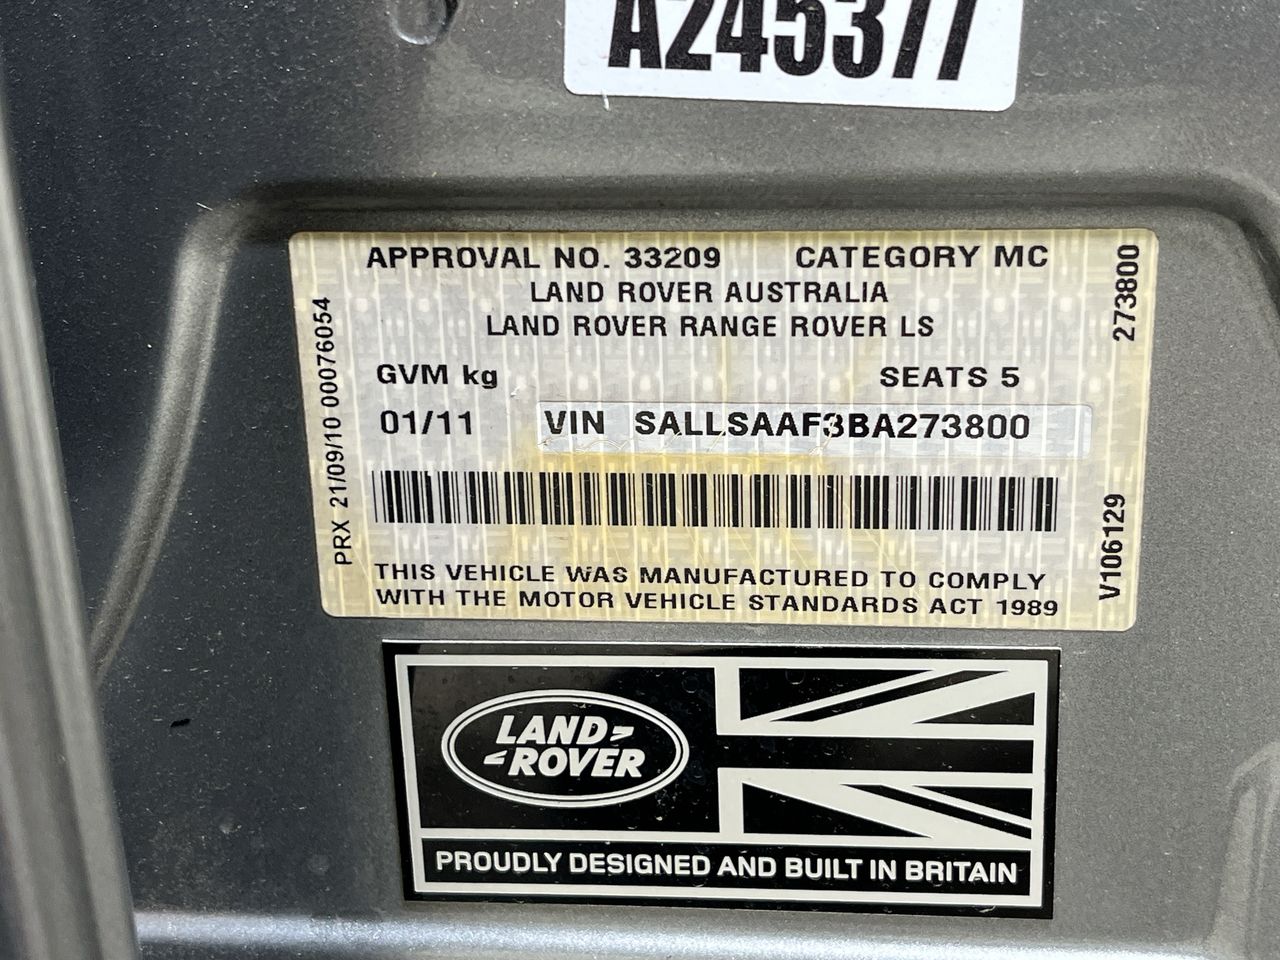 A245377
APPROVAL NO. 33209 CATEGORY MC
LAND ROVER AUSTRALIA
LAND ROVER RANGE ROVER LS
GVM kg SEATS 5
01/11 VIN SALLSAAF3BA273800
THIS VEHICLE WAS MANUFACTURED TO COMPLY
WITH THE MOTOR VEHICLE STANDARDS ACT 1989
PRX 21/09/10 00076054
273800
V106129
LAND
ROVER
PROUDLY DESIGNED AND BUILT IN BRITAIN